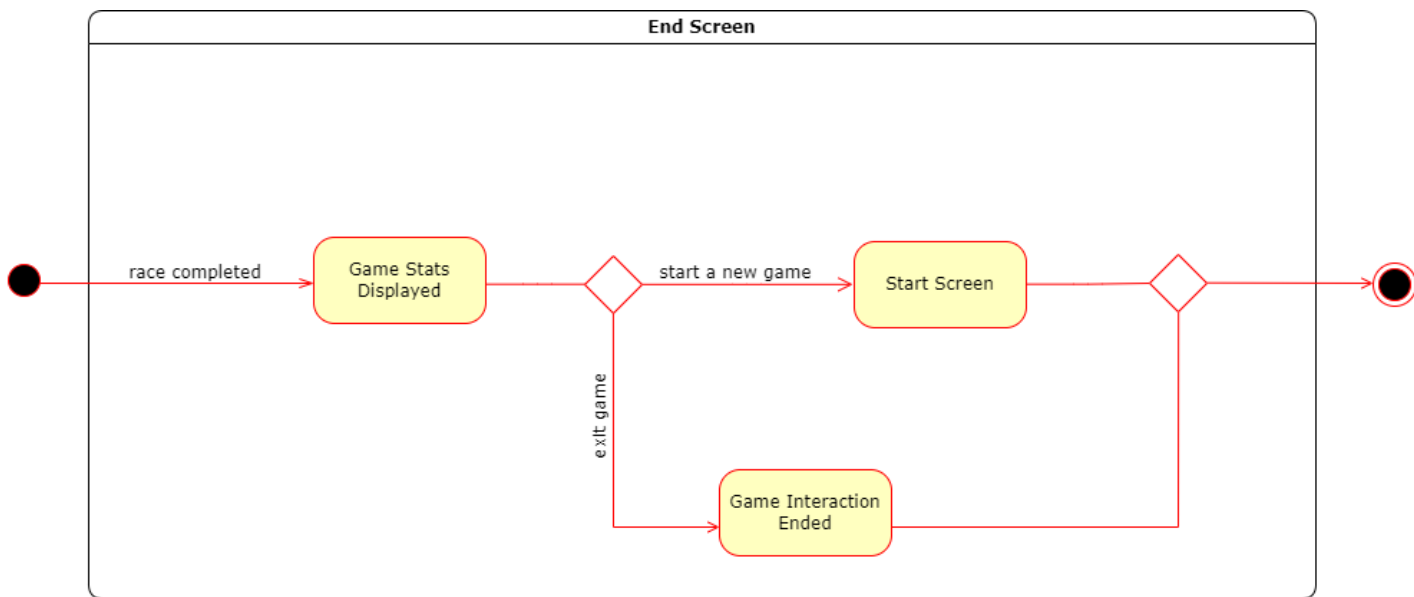 End Screen
race completed
Game Stats
Displayed
start a new game
Start Screen
exit game
Game Interaction
Ended